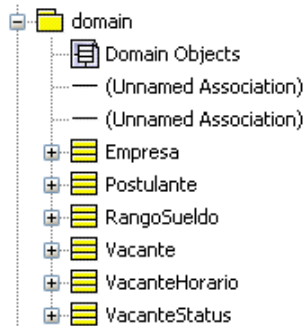 domain
Domain Objects
(Unnamed Association)
(Unnamed Association)
Empresa
Postulante
RangoSueldo
Vacante
VacanteHorario
VacanteStatus